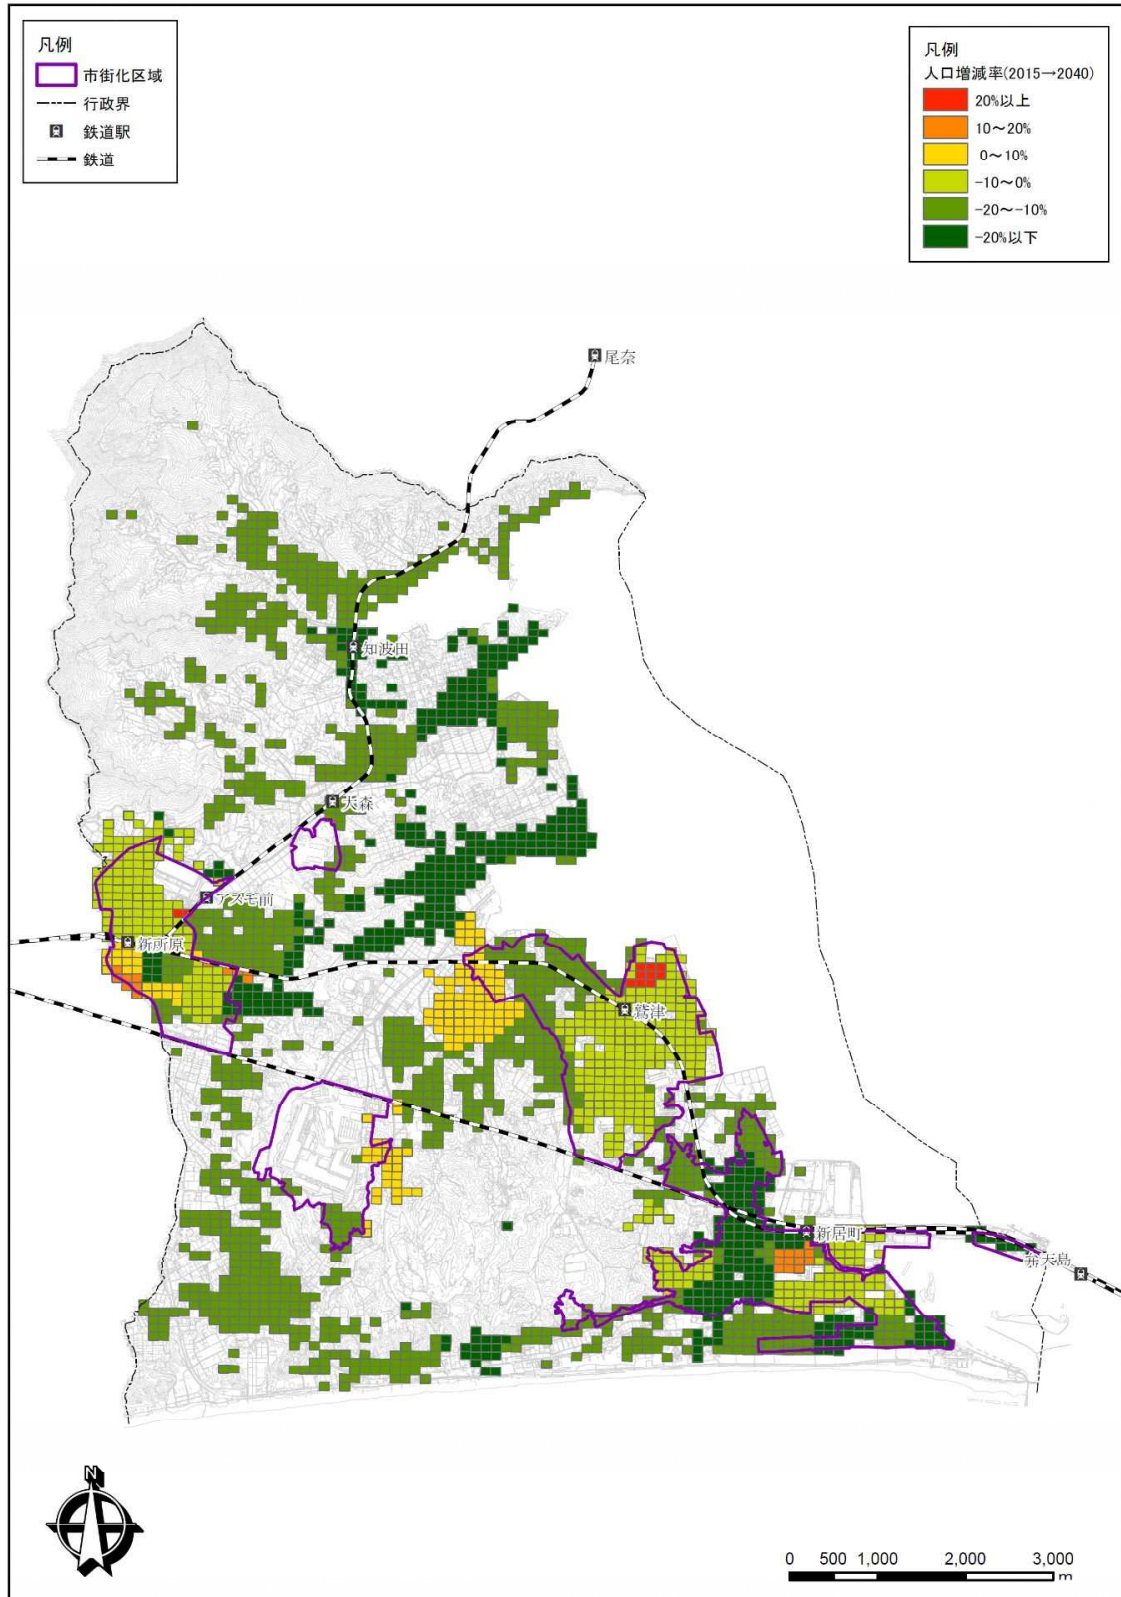 凡例
市街化区域
行政界
鉄道駅
鉄道
凡例
人口増減率(2015→2040)
20%以上
10～20%
0～10%
-10～0%
-20～-10%
-20%以下
尾奈
知波田
大森
アスモ前
新所原
鷲津
新居町
弁天島
N
0 500 1,000 2,000 3,000
m